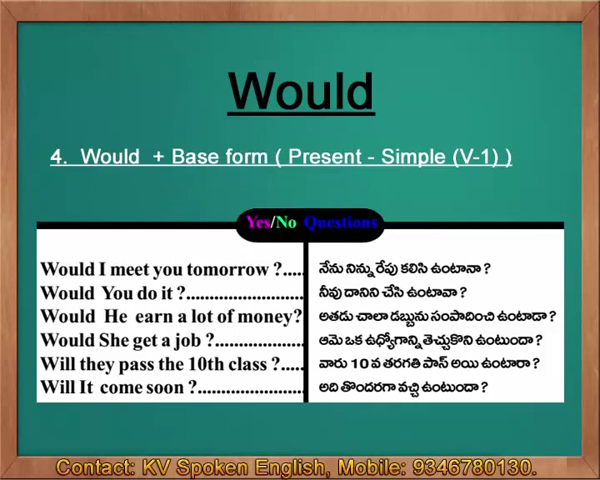 Would
4. Would + Base form ( Present - Simple (V-1) )
Yes/No Questions
Would I meet you tomorrow ?..... నేను నిన్ను రేపు కలిసి ఉంటానా ?
Would You do it ?.......................... నీవు దానిని చేసి ఉంటావా ?
Would He earn a lot of money? అతడు చాలా డబ్బును సంపాదించి ఉంటాడా ?
Would She get a job ?.................... ఆమె ఒక ఉద్యోగాన్ని తెచ్చుకొని ఉంటుందా ?
Will they pass the 10th class ?..... వారు 10 వ తరగతి పాస్ అయి ఉంటారా ?
Will It come soon ?........................ అది తొందరగా వచ్చి ఉంటుందా ?
Contact: KV Spoken English, Mobile: 9346780130.